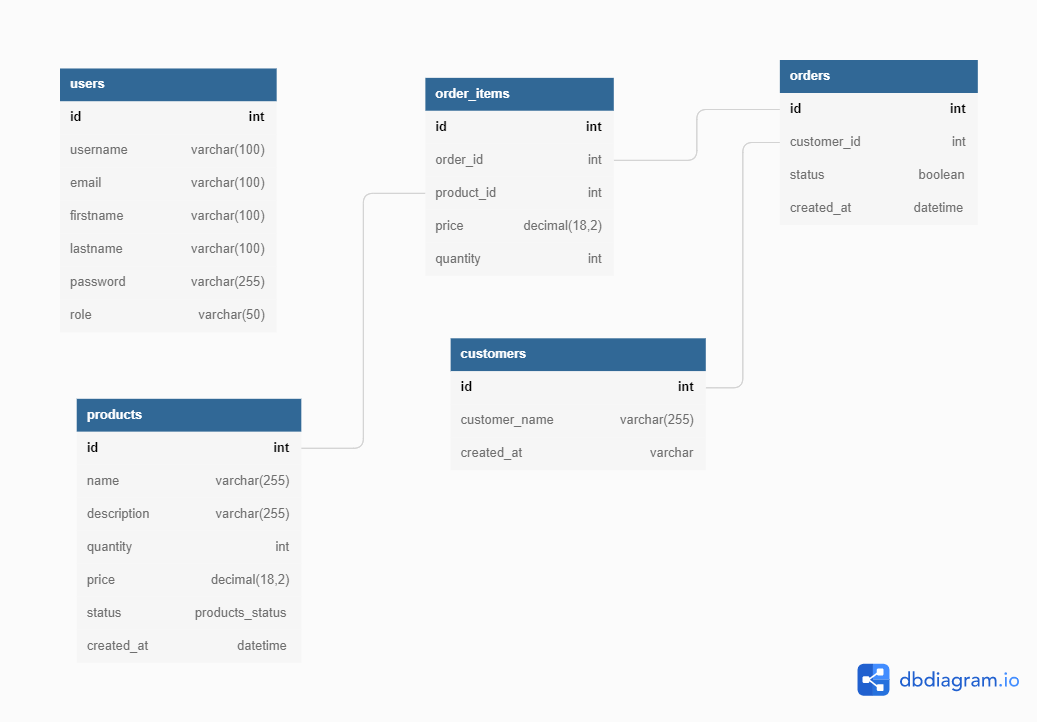 users
id int
username varchar(100)
email varchar(100)
firstname varchar(100)
lastname varchar(100)
password varchar(255)
role varchar(50)
order_items
id int
order_id int
product_id int
price decimal(18,2)
quantity int
orders
id int
customer_id int
status boolean
created_at datetime
customers
id int
customer_name varchar(255)
created_at varchar
products
id int
name varchar(255)
description varchar(255)
quantity int
price decimal(18,2)
status products_status
created_at datetime
dbdiagram.io